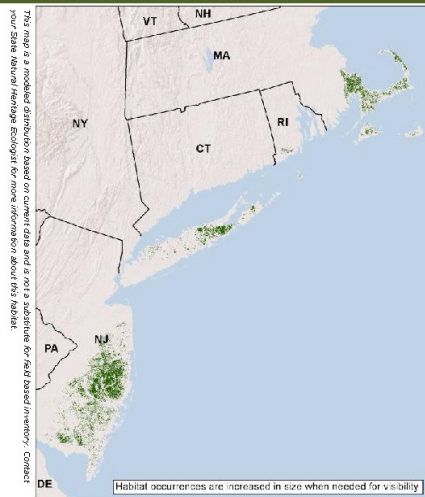 VT
NH
MA
NY
CT
RI
PA
NJ
DE
Habitat occurrences are increased in size when needed for visibility
This map is a modeled distribution based on current data and is not a substitute for field based inventory. Contact
your State Natural Heritage Ecologist for more information about this habitat.